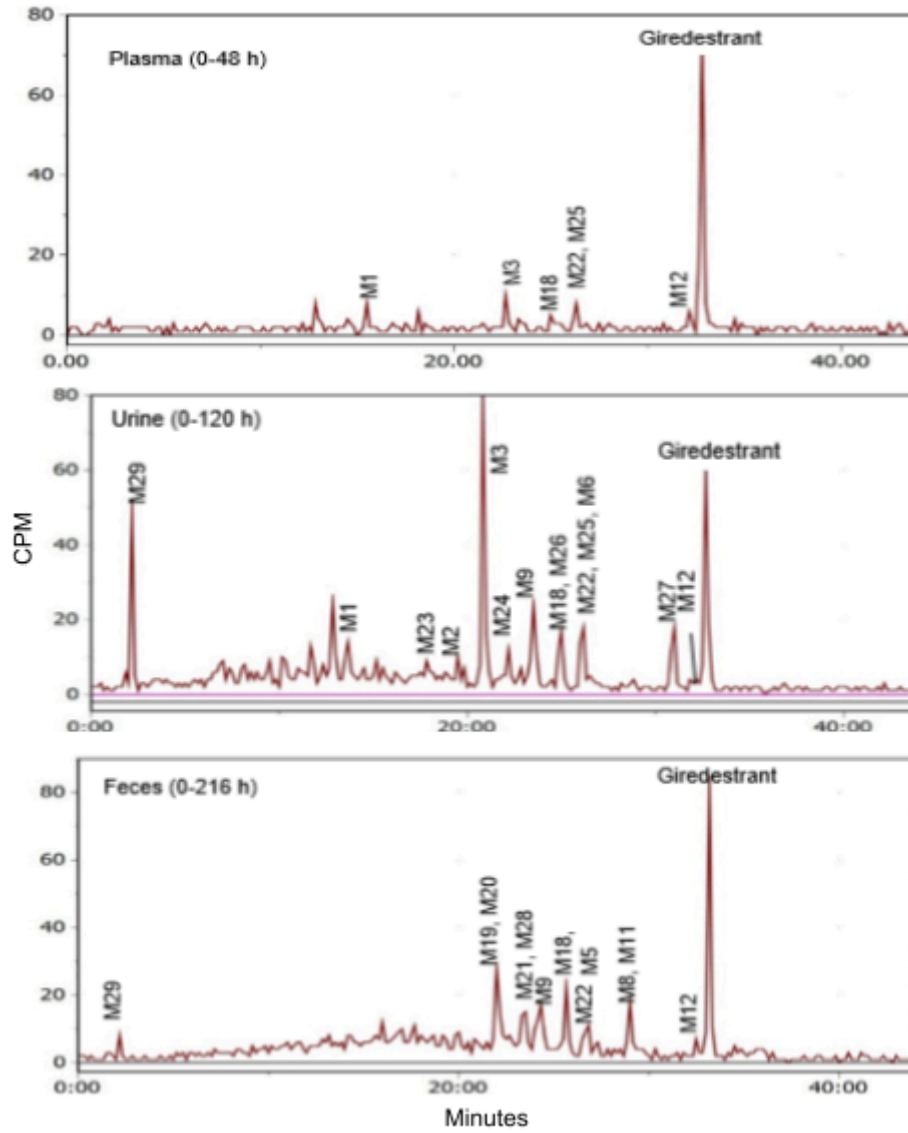 80
Giredestrant
Plasma (0-48 h)
60
40
20
M1
M3
M18
M22, M25
M12
0
0.00
20.00
40.00
80
Urine (0-120 h)
Giredestrant
60
40
20
0
M29
M1
M23
M2
M3
M24
M9
M18, M26
M22, M25, M6
M27
M12
0:00
20:00
40:00
CPM
Feces (0-216 h)
Giredestrant
80
60
40
20
0
M29
M19, M20
M21, M28
M9
M18,
M22 M5
M8, M11
M12
0:00
20:00
40:00
Minutes